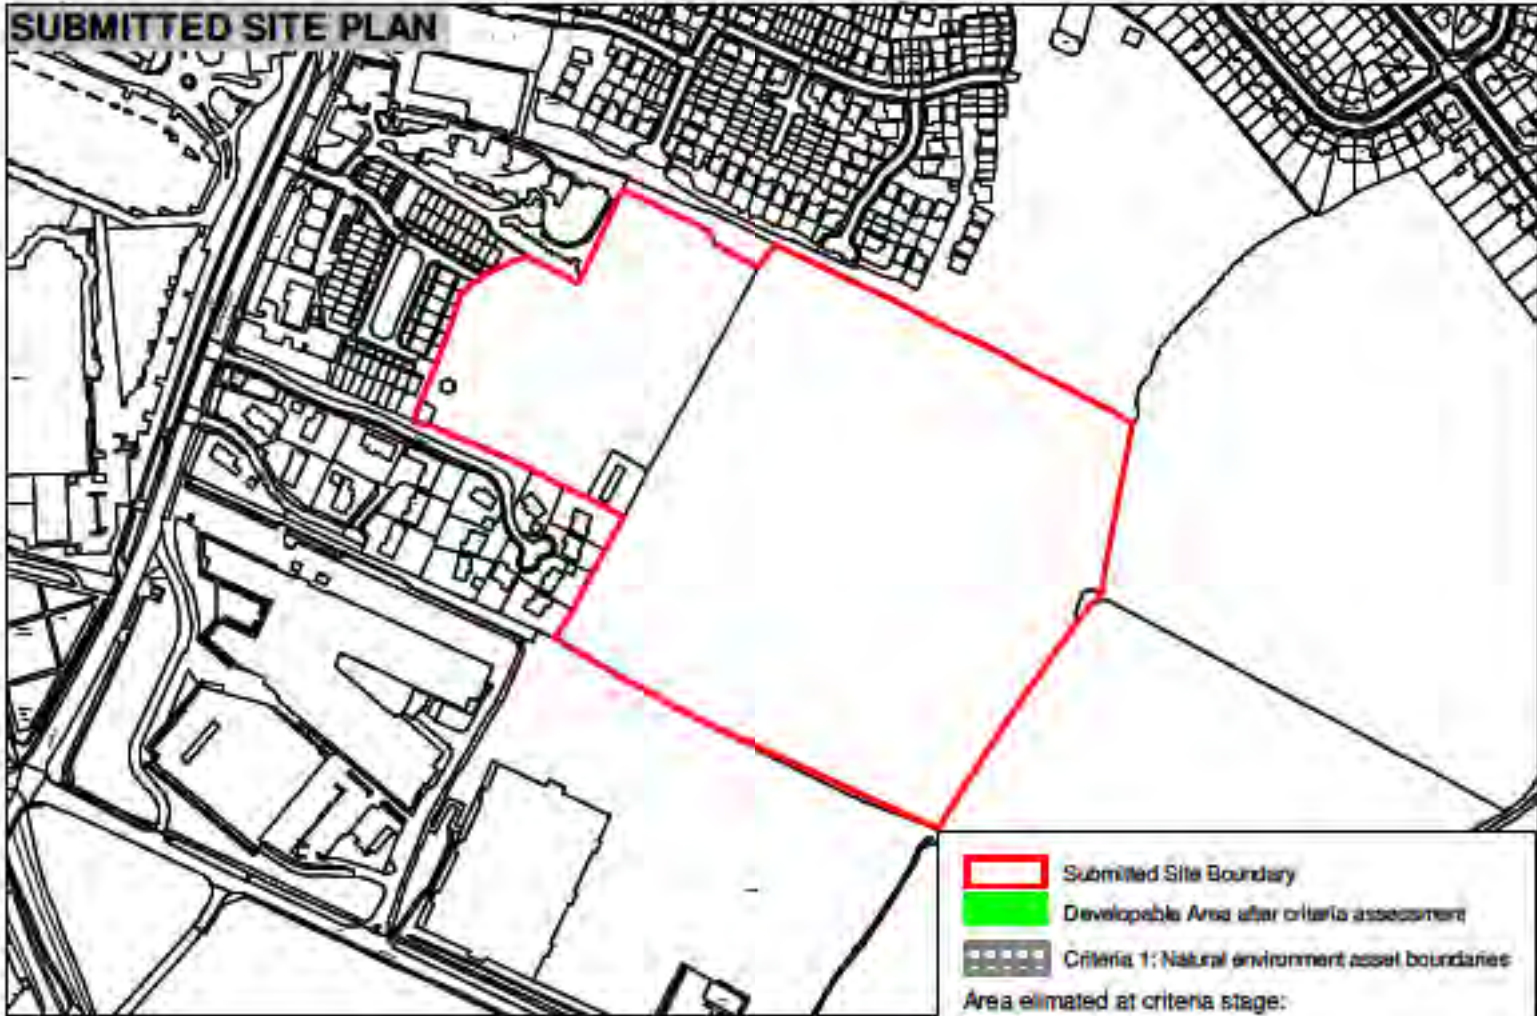 SUBMITTED SITE PLAN
Submitted Site Boundary
Developable Area after criteria assessment
Criteria 1: Natural environment asset boundaries
Area elimated at criteria stage: